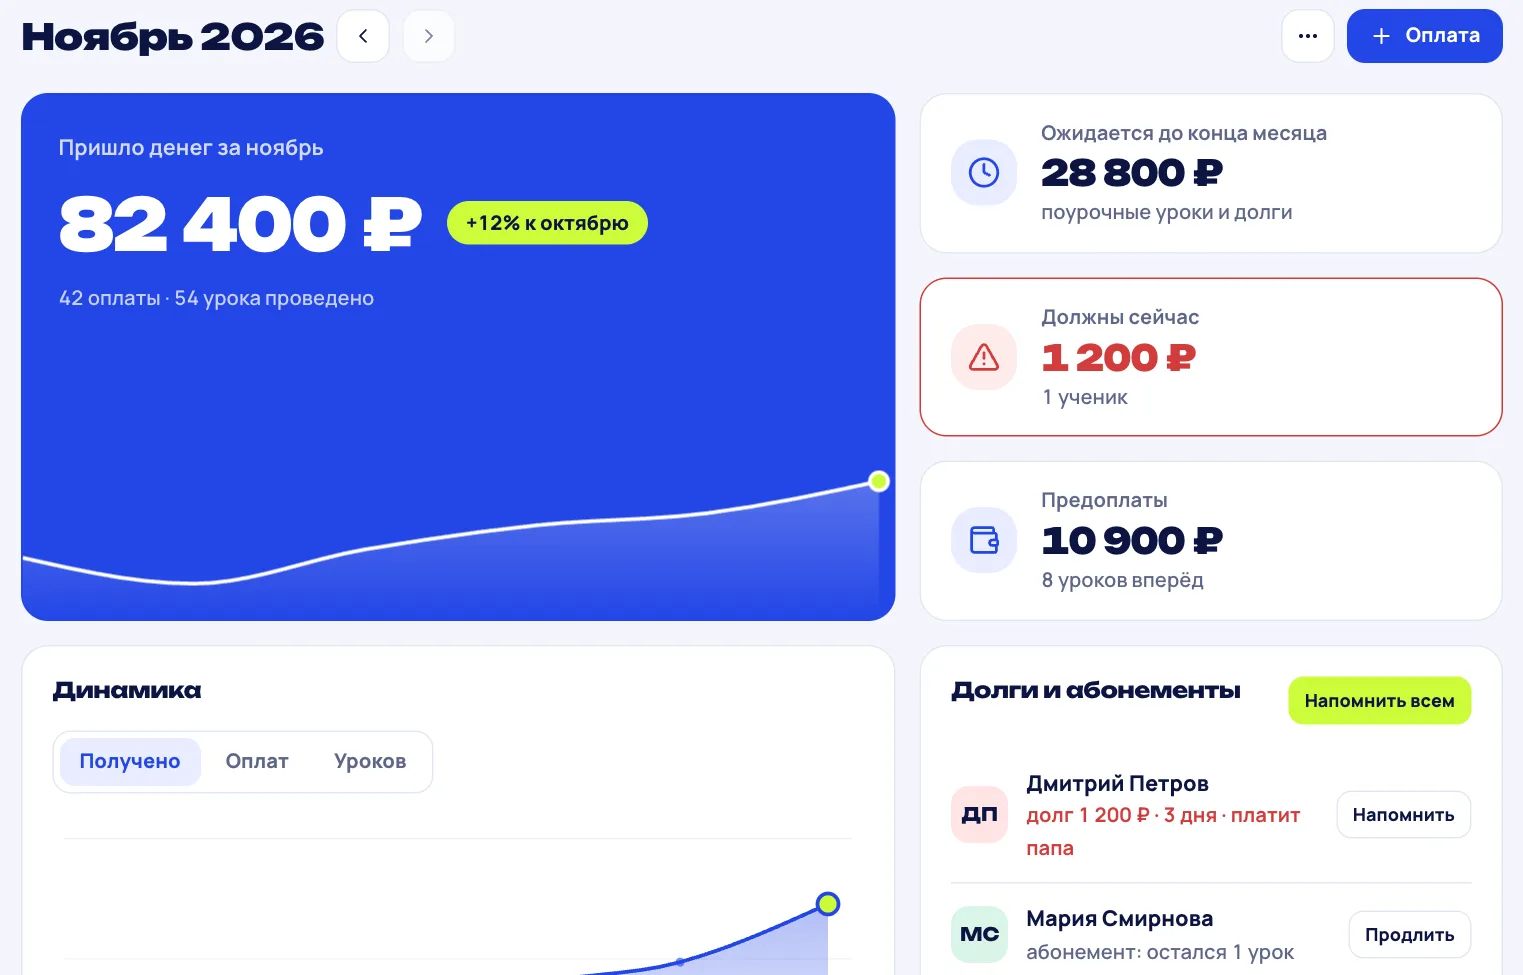 Ноябрь 2026
Оплата
Пришло денег за ноябрь
82 400 ₽
+12% к октябрю
42 оплаты · 54 урока проведено
Ожидается до конца месяца
28 800 ₽
поурочные уроки и долги
Должны сейчас
1 200 ₽
1 ученик
Предоплаты
10 900 ₽
8 уроков вперёд
Динамика
Получено
Оплат
Уроков
Долги и абонементы
Напомнить всем
ДП
Дмитрий Петров
долг 1 200 ₽ · 3 дня · платит
папа
Напомнить
МС
Мария Смирнова
абонемент: остался 1 урок
Продлить